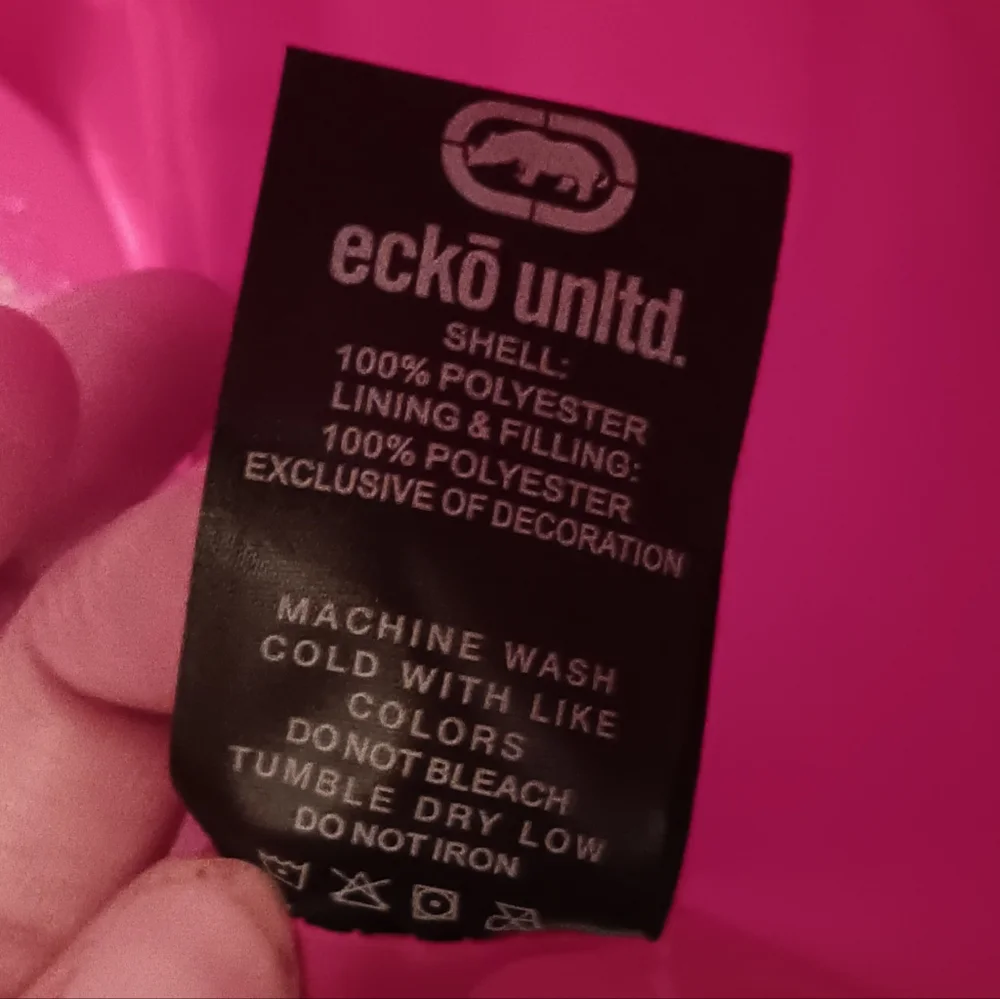 eckō unltd.
SHELL:
100% POLYESTER
LINING & FILLING:
100% POLYESTER
EXCLUSIVE OF DECORATION
MACHINE WASH
COLD WITH LIKE
COLORS
DO NOT BLEACH
TUMBLE DRY LOW
DO NOT IRON